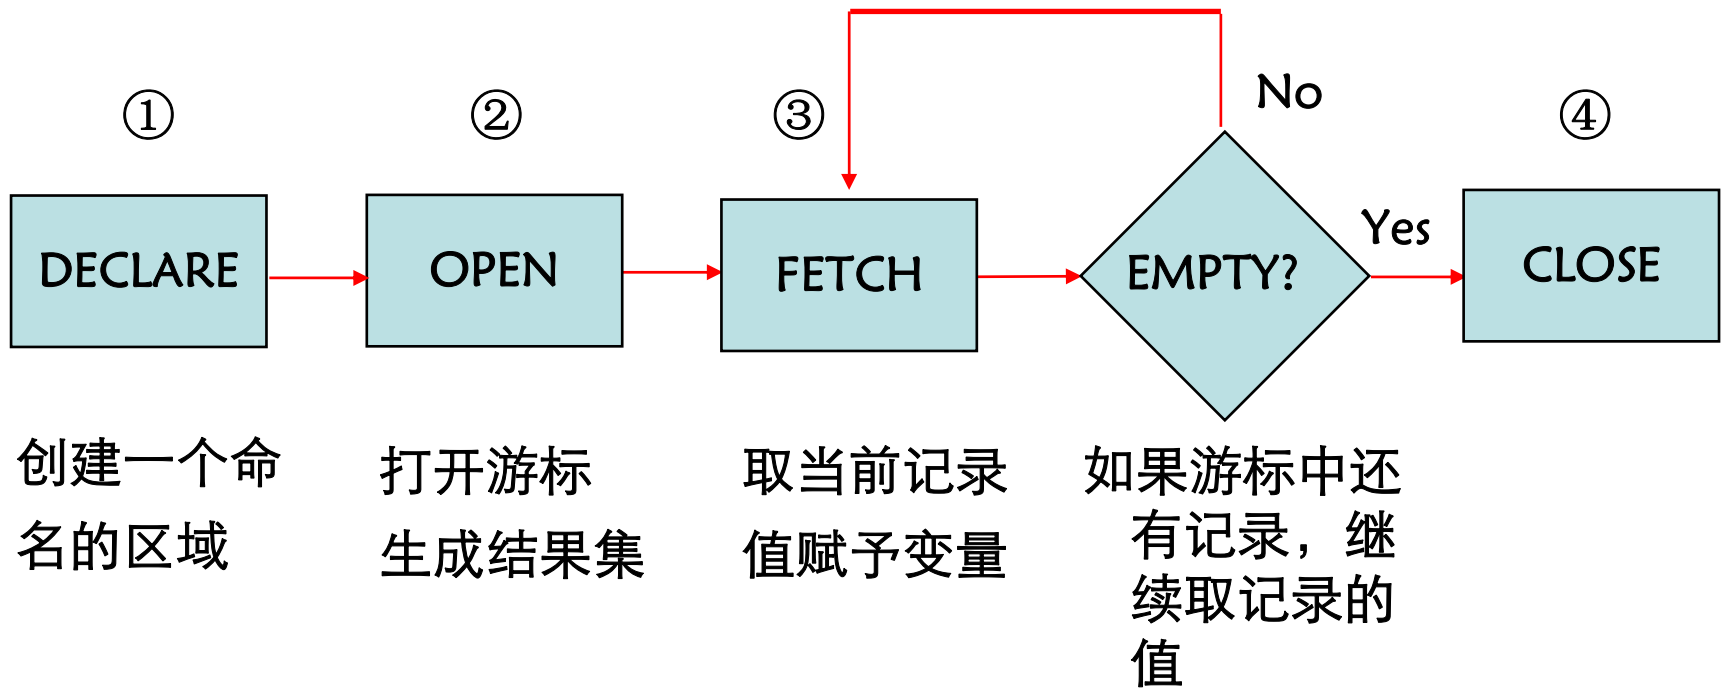 No
①
②
③
④
Yes
DECLARE
OPEN
FETCH
EMPTY?
CLOSE
创建一个命
名的区域
打开游标
生成结果集
取当前记录
值赋予变量
如果游标中还
有记录，继
续取记录的
值